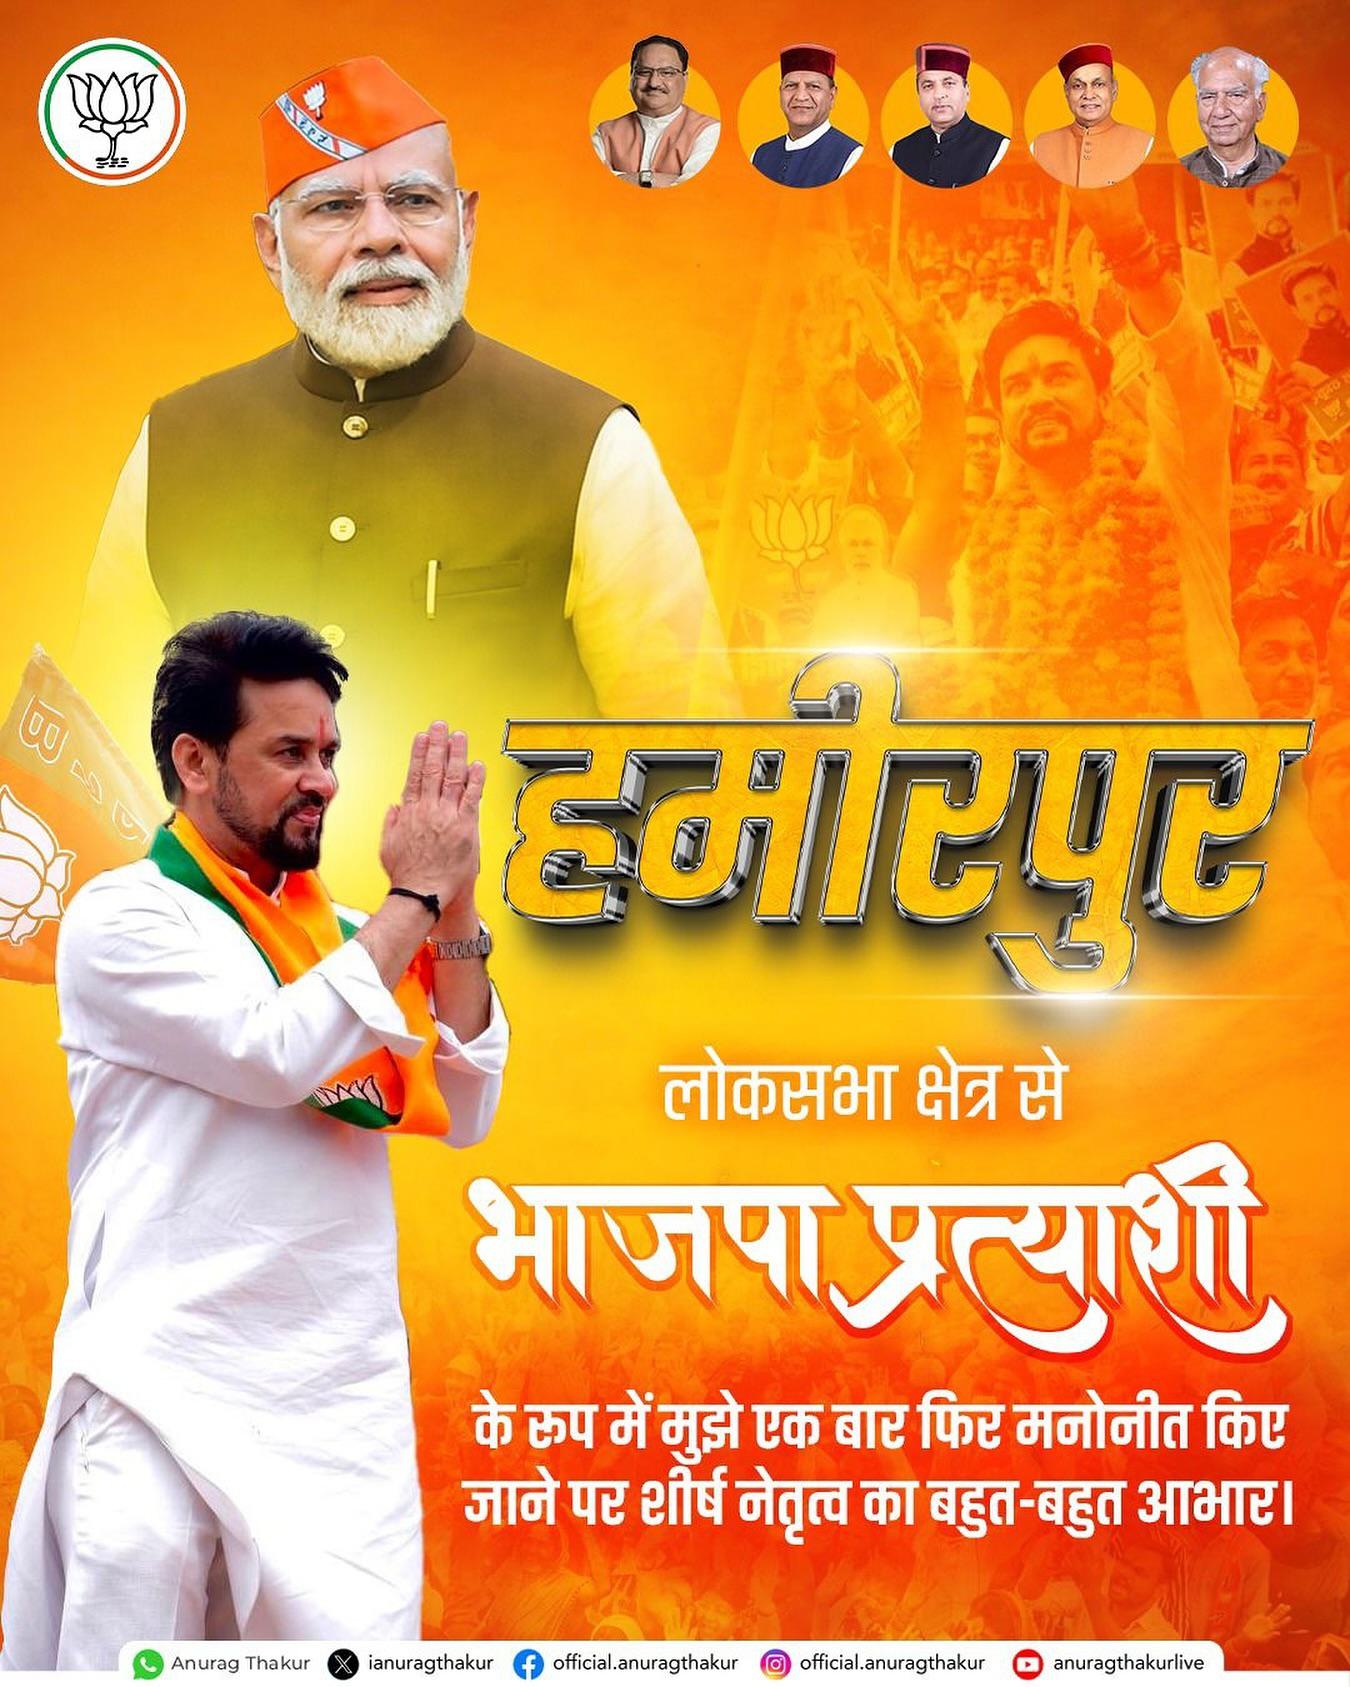 हमीरपुर
लोकसभा क्षेत्र से
भाजपा प्रत्याशी
के रूप में मुझे एक बार फिर मनोनीत किए
जाने पर शीर्ष नेतृत्व का बहुत-बहुत आभार।
Anurag Thakur ianuragthakur official.anuragthakur official.anuragthakur anuragthakurlive